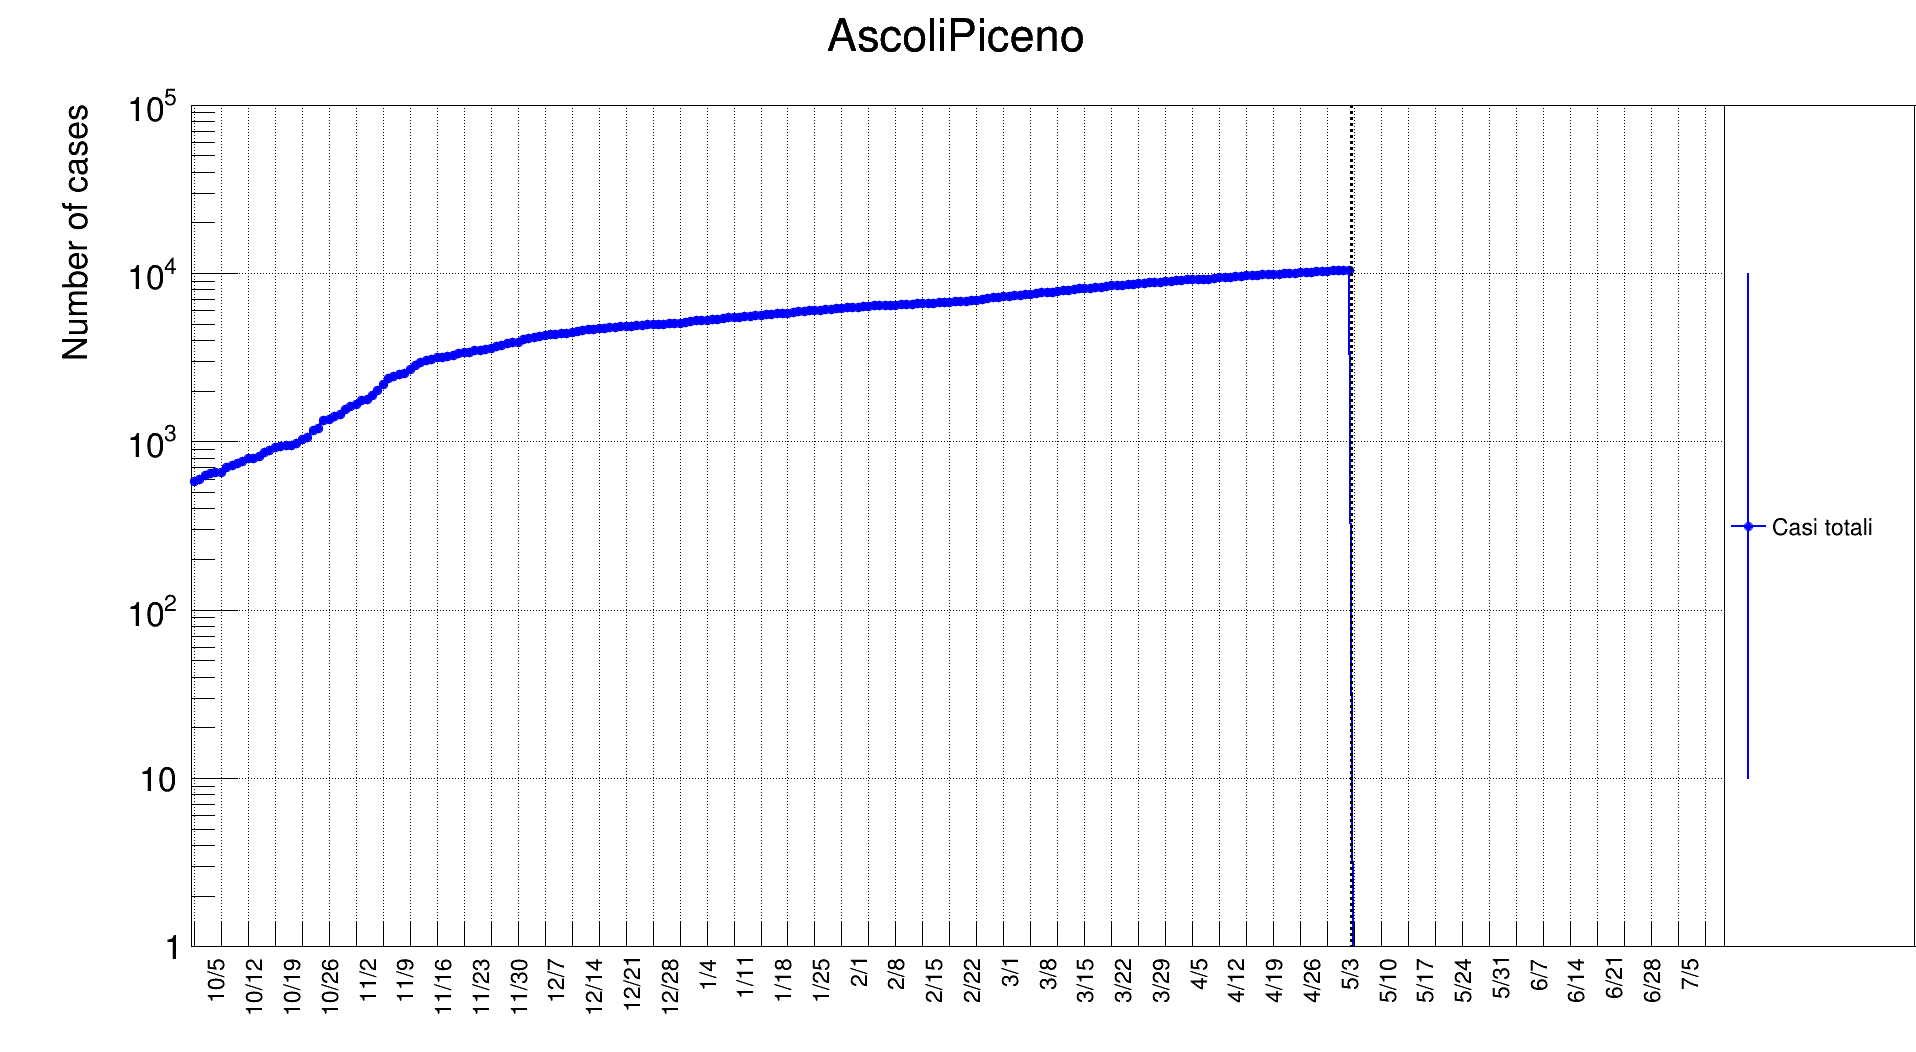 AscoliPiceno
Number of cases
10^5
10^4
10^3
10^2
10
1
10/5 10/12 10/19 10/26 11/2 11/9 11/16 11/23 11/30 12/7 12/14 12/21 12/28 1/4 1/11 1/18 1/25 2/1 2/8 2/15 2/22 3/1 3/8 3/15 3/22 3/29 4/5 4/12 4/19 4/26 5/3 5/10 5/17 5/24 5/31 6/7 6/14 6/21 6/28 7/5
Casi totali